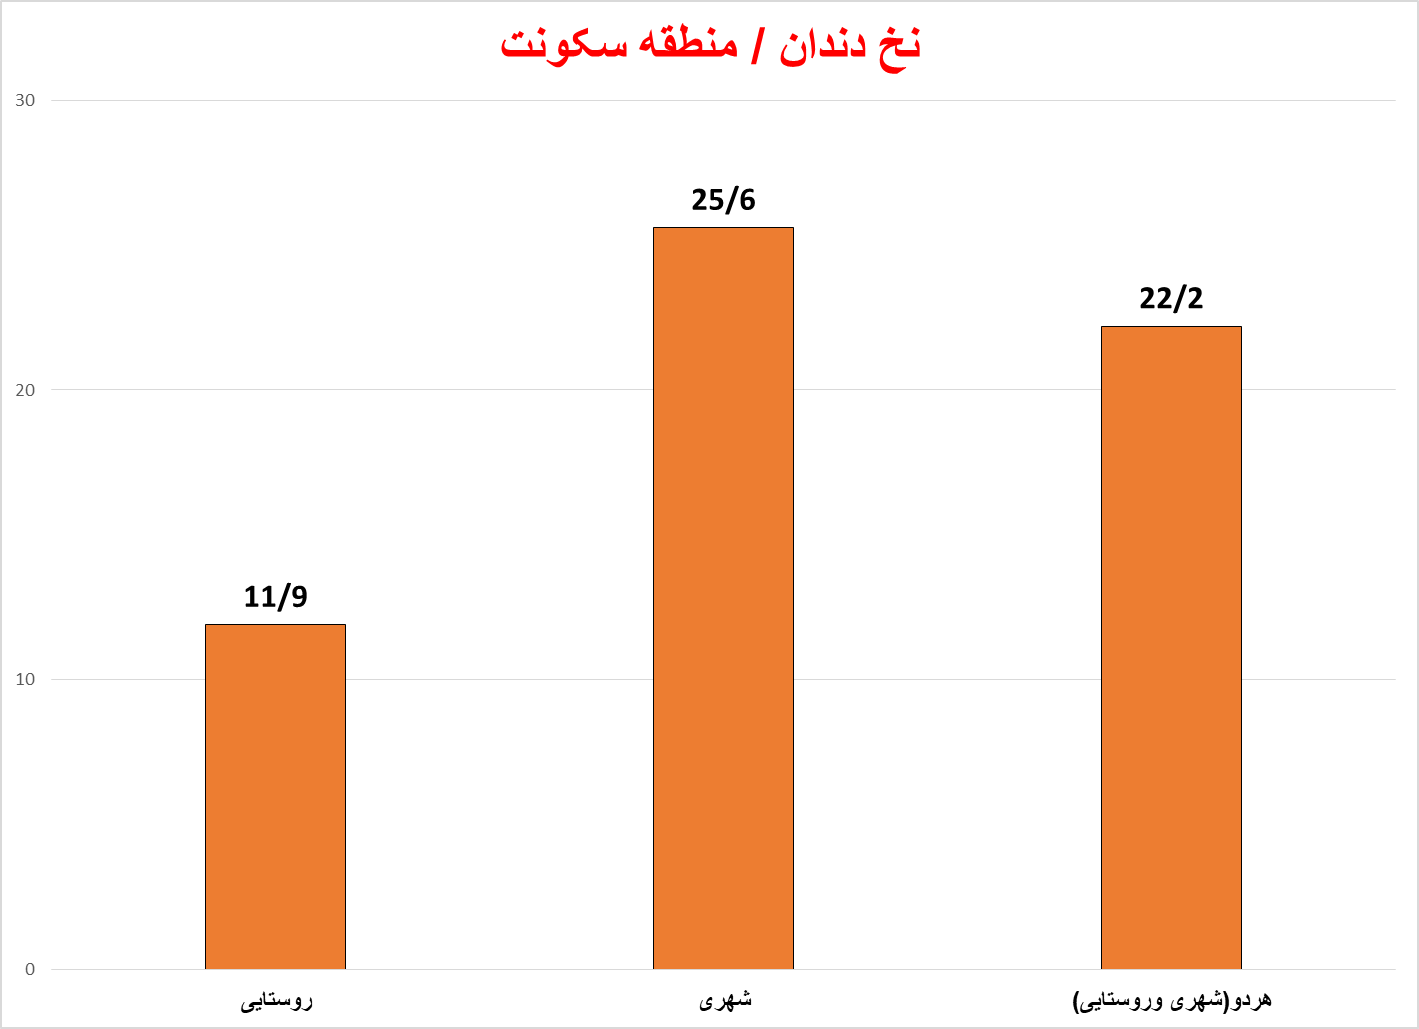 نخ دندان / منطقه سکونت
30
20
10
0
11/9
25/6
22/2
روستایی
شهری
هردو(شهری وروستایی)